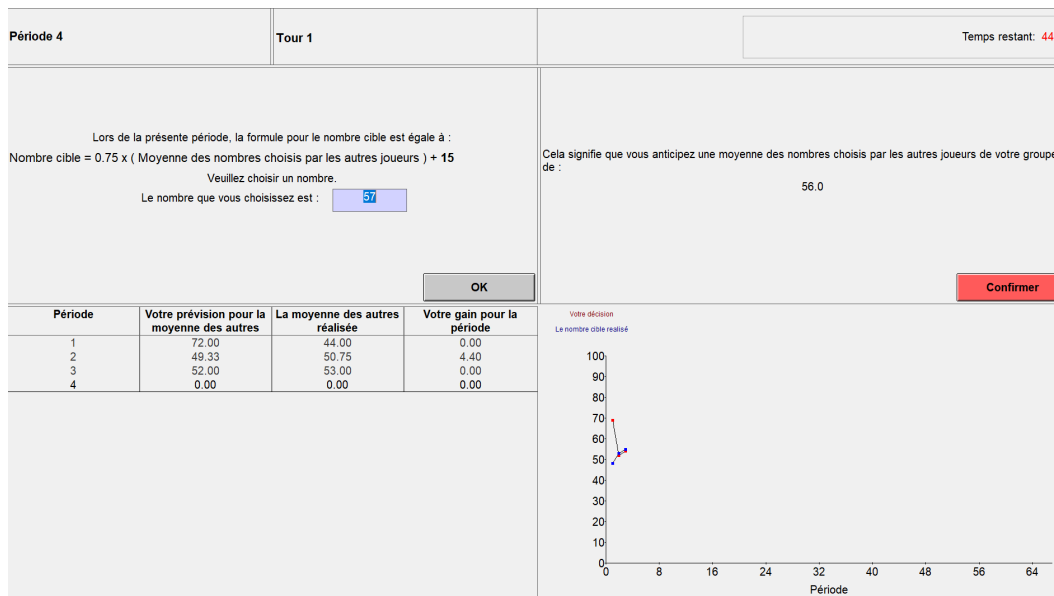 Période 4
Tour 1
Temps restant: 44
Lors de la présente période, la formule pour le nombre cible est égale à :
Nombre cible = 0.75 x ( Moyenne des nombres choisis par les autres joueurs ) + 15
Veuillez choisir un nombre.
Le nombre que vous choisissez est : 57
OK
Cela signifie que vous anticipez une moyenne des nombres choisis par les autres joueurs de votre groupe
de :
56.0
Confirmer
Période Votre prévision pour la moyenne des autres La moyenne des autres réalisée Votre gain pour la période
1 72.00 44.00 0.00
2 49.33 50.75 4.40
3 52.00 53.00 0.00
4 0.00 0.00 0.00
Votre décision
Le nombre cible realisé
100
90
80
70
60
50
40
30
20
10
0
0 8 16 24 32 40 48 56 64
Période